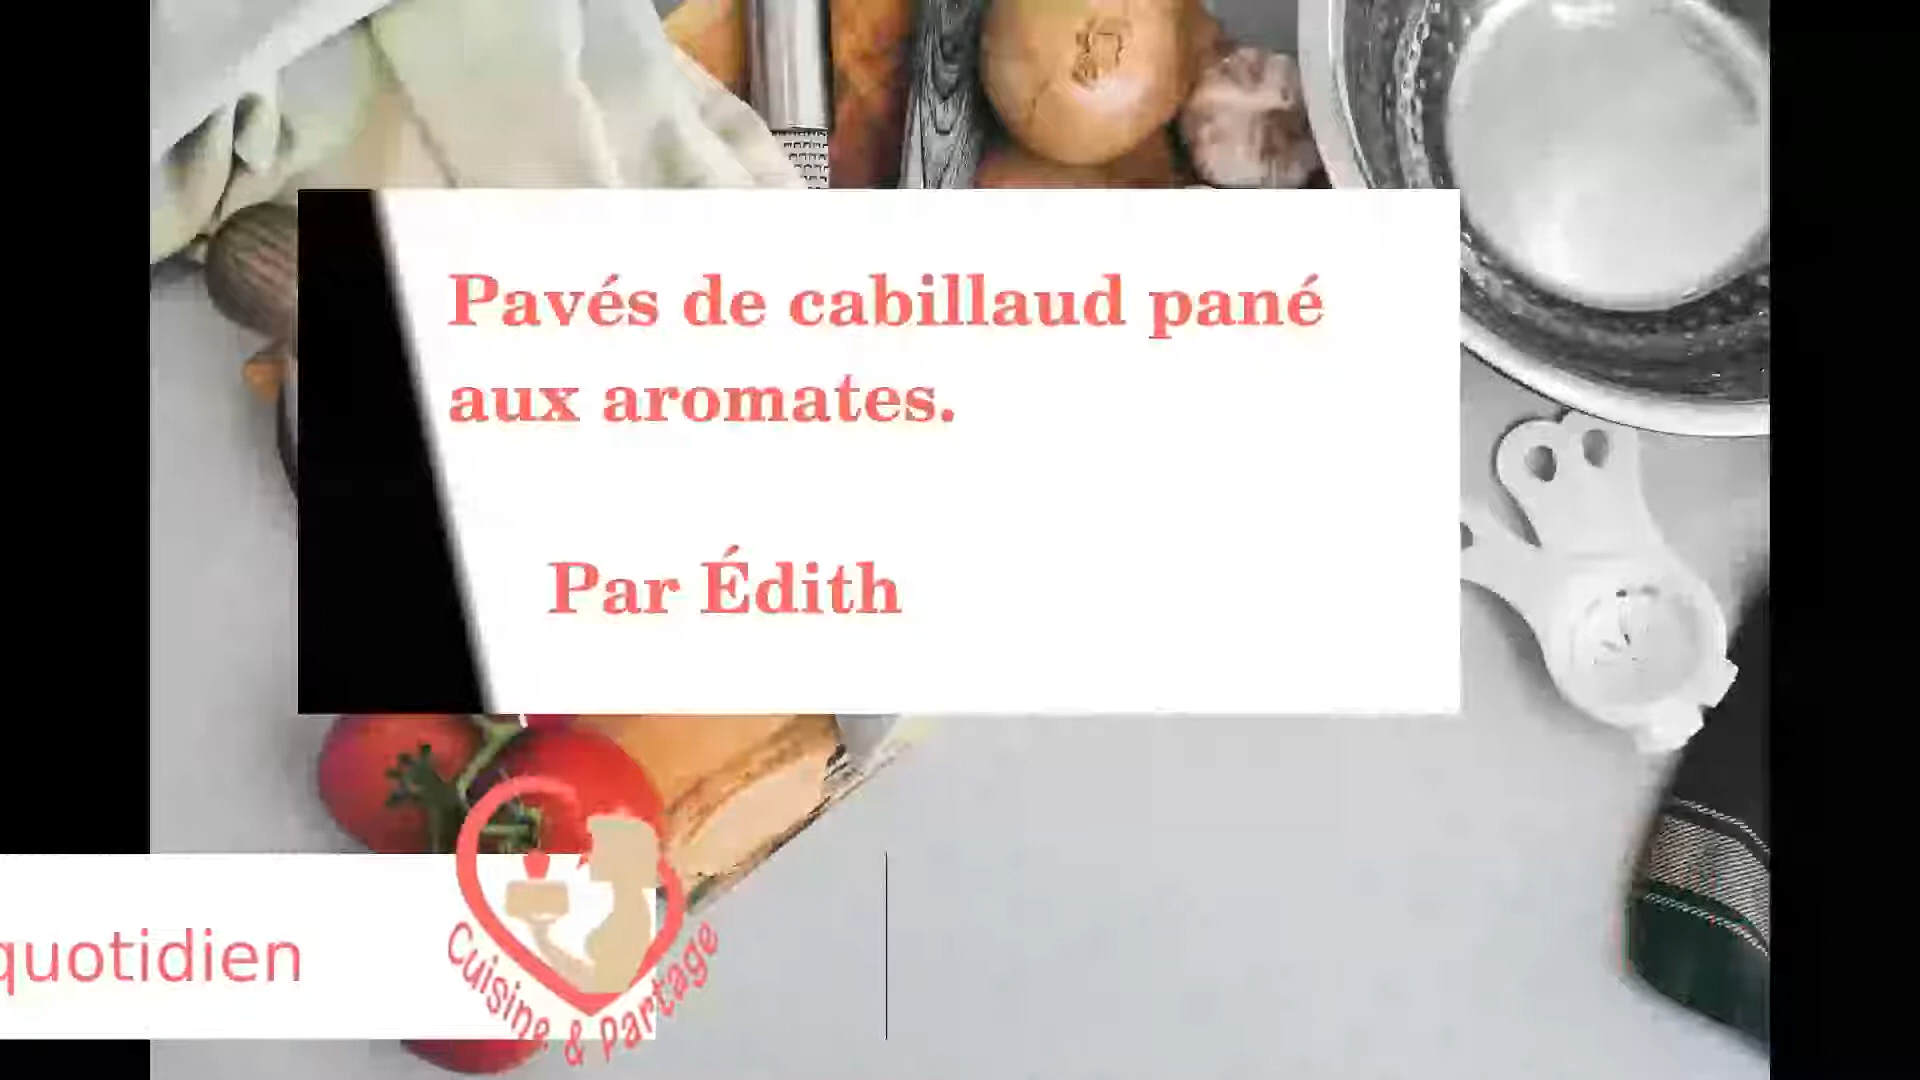 Pavés de cabillaud pané
aux aromates.
Par Édith
quotidien
Cuisine & Partage